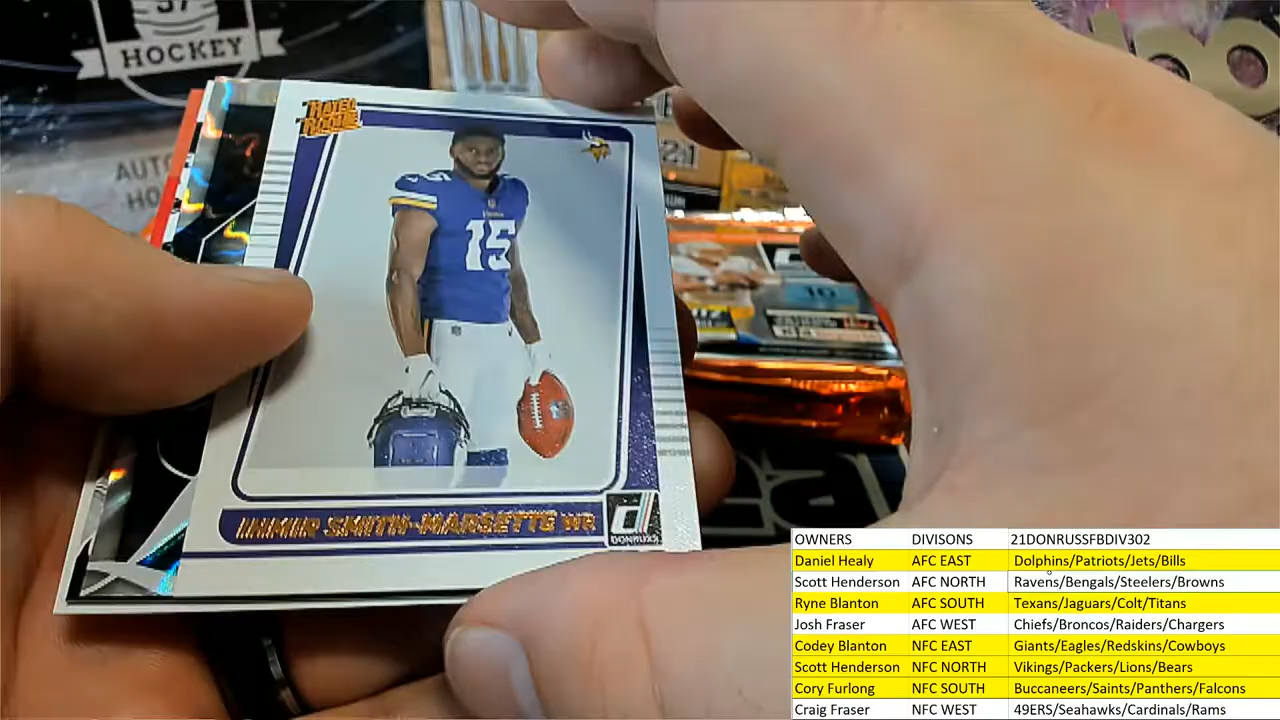 37
HOCKEY
AUTO
HO
RATED
ROOKIE
15
15
IHMIR SMITH-MARSETTE WR
d
DONRUSS
10
OWNERS DIVISONS 21DONRUSSFBDIV302
Daniel Healy AFC EAST Dolphins/Patriots/Jets/Bills
Scott Henderson AFC NORTH Ravens/Bengals/Steelers/Browns
Ryne Blanton AFC SOUTH Texans/Jaguars/Colt/Titans
Josh Fraser AFC WEST Chiefs/Broncos/Raiders/Chargers
Codey Blanton NFC EAST Giants/Eagles/Redskins/Cowboys
Scott Henderson NFC NORTH Vikings/Packers/Lions/Bears
Cory Furlong NFC SOUTH Buccaneers/Saints/Panthers/Falcons
Craig Fraser NFC WEST 49ERS/Seahawks/Cardinals/Rams